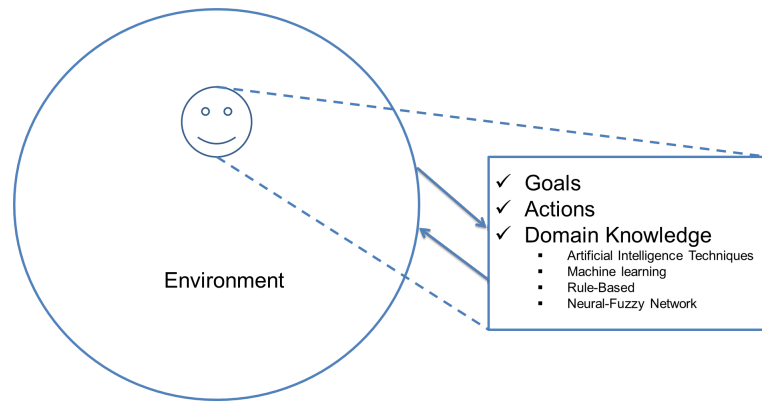 Goals
Actions
Domain Knowledge
Artificial Intelligence Techniques
Machine learning
Rule-Based
Neural-Fuzzy Network
Environment